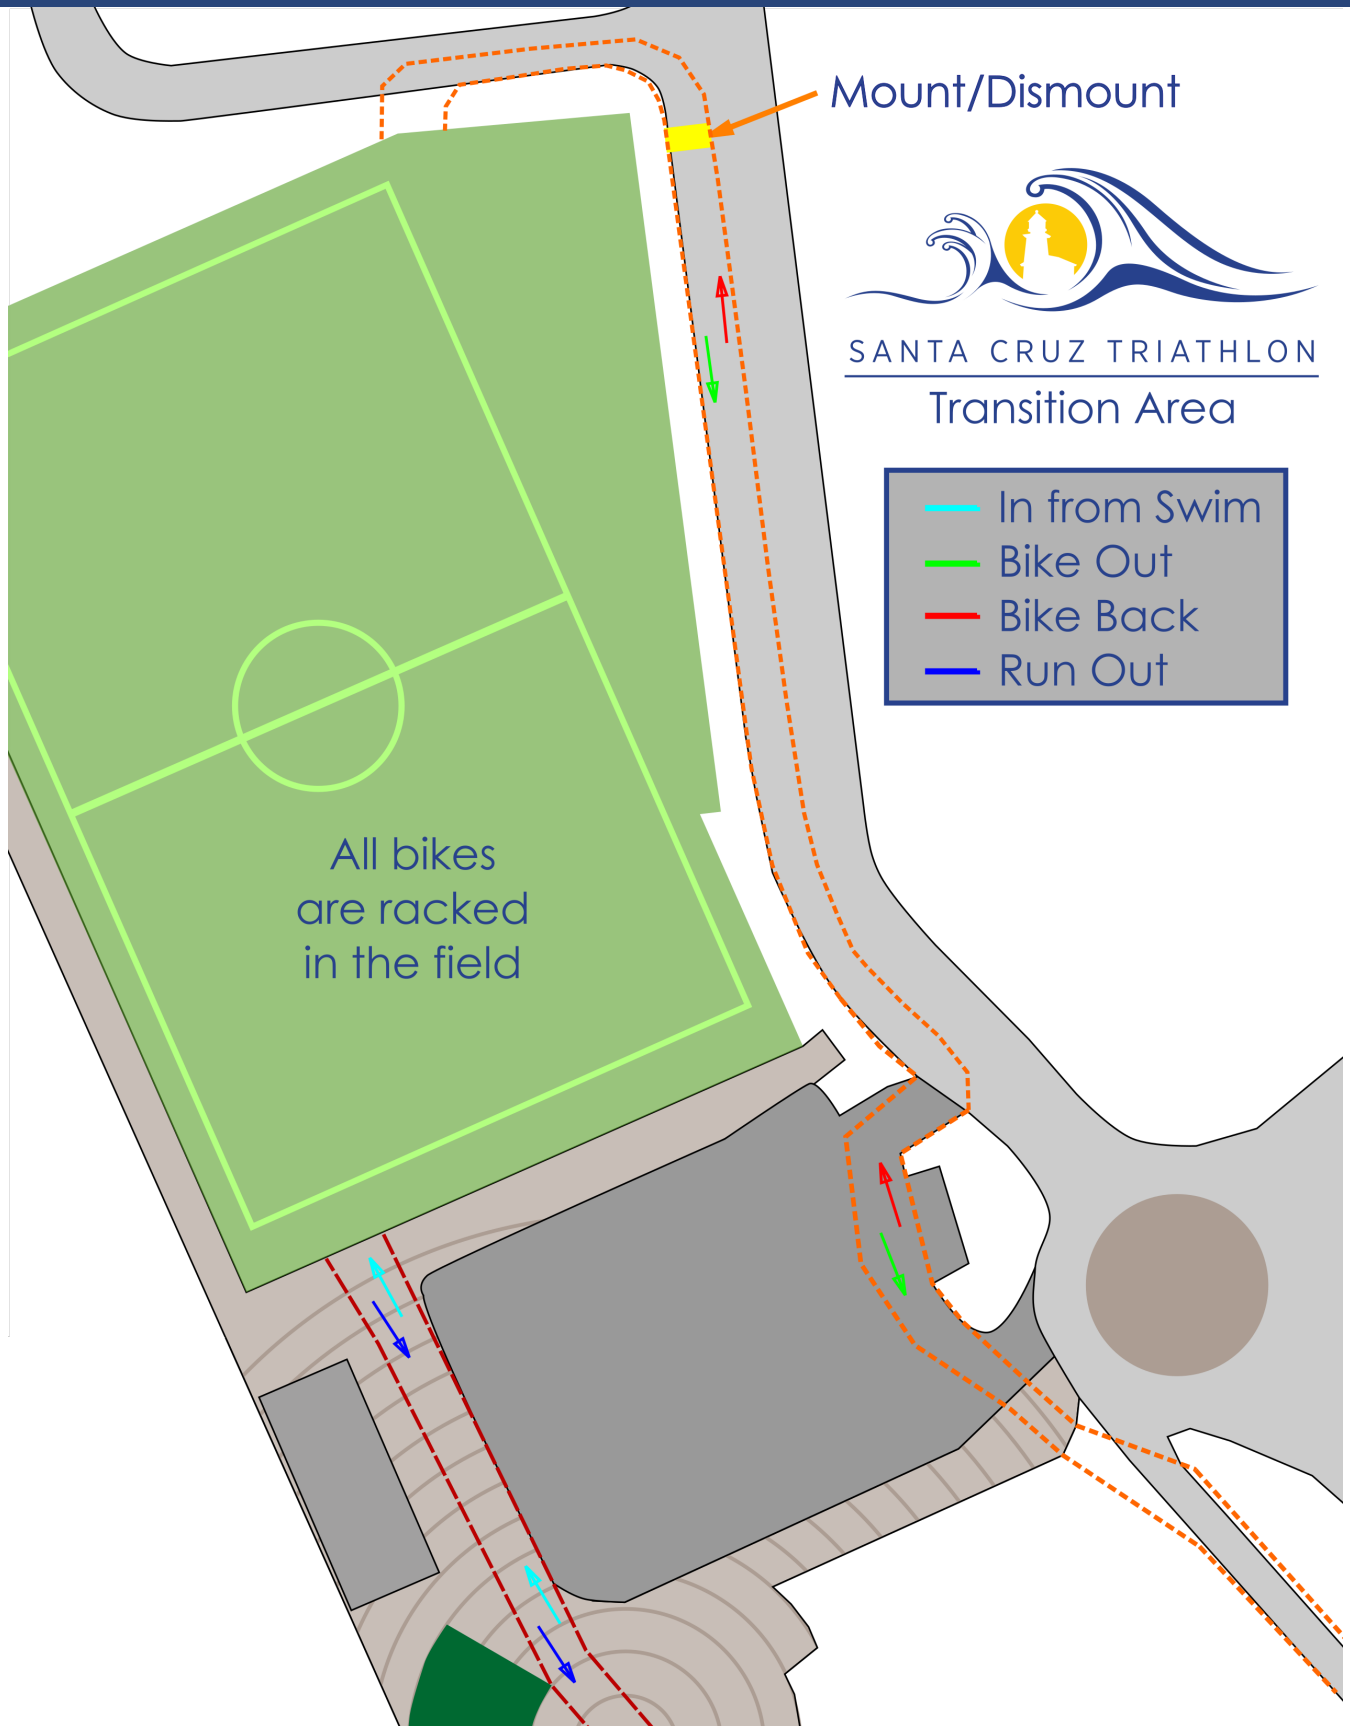 Mount/Dismount
SANTA CRUZ TRIATHLON
Transition Area
In from Swim
Bike Out
Bike Back
Run Out
All bikes
are racked
in the field